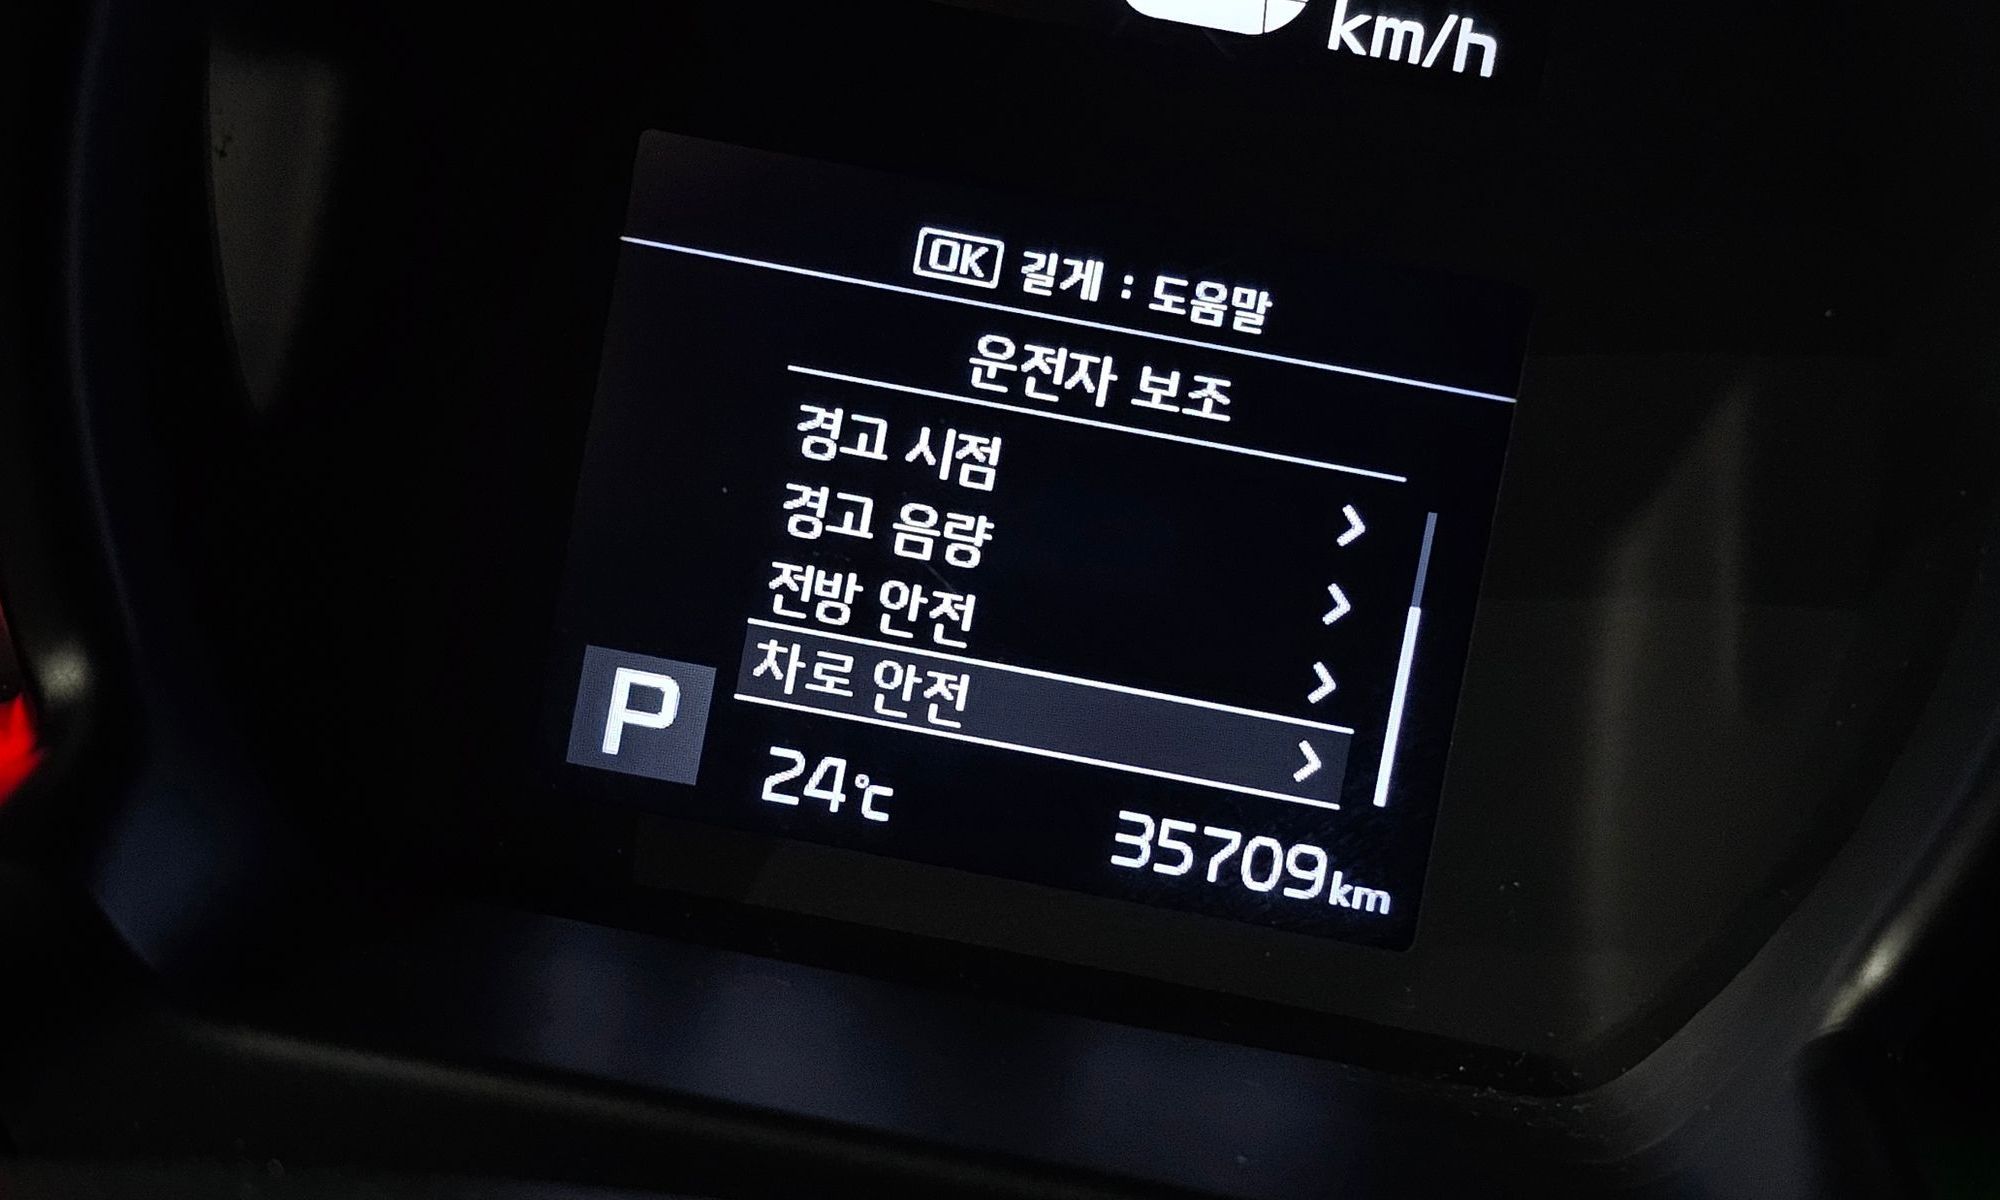 km/h
OK 길게 : 도움말
운전자 보조
경고 시점 >
경고 음량 >
전방 안전 >
차로 안전 >
P
24℃ 35709km